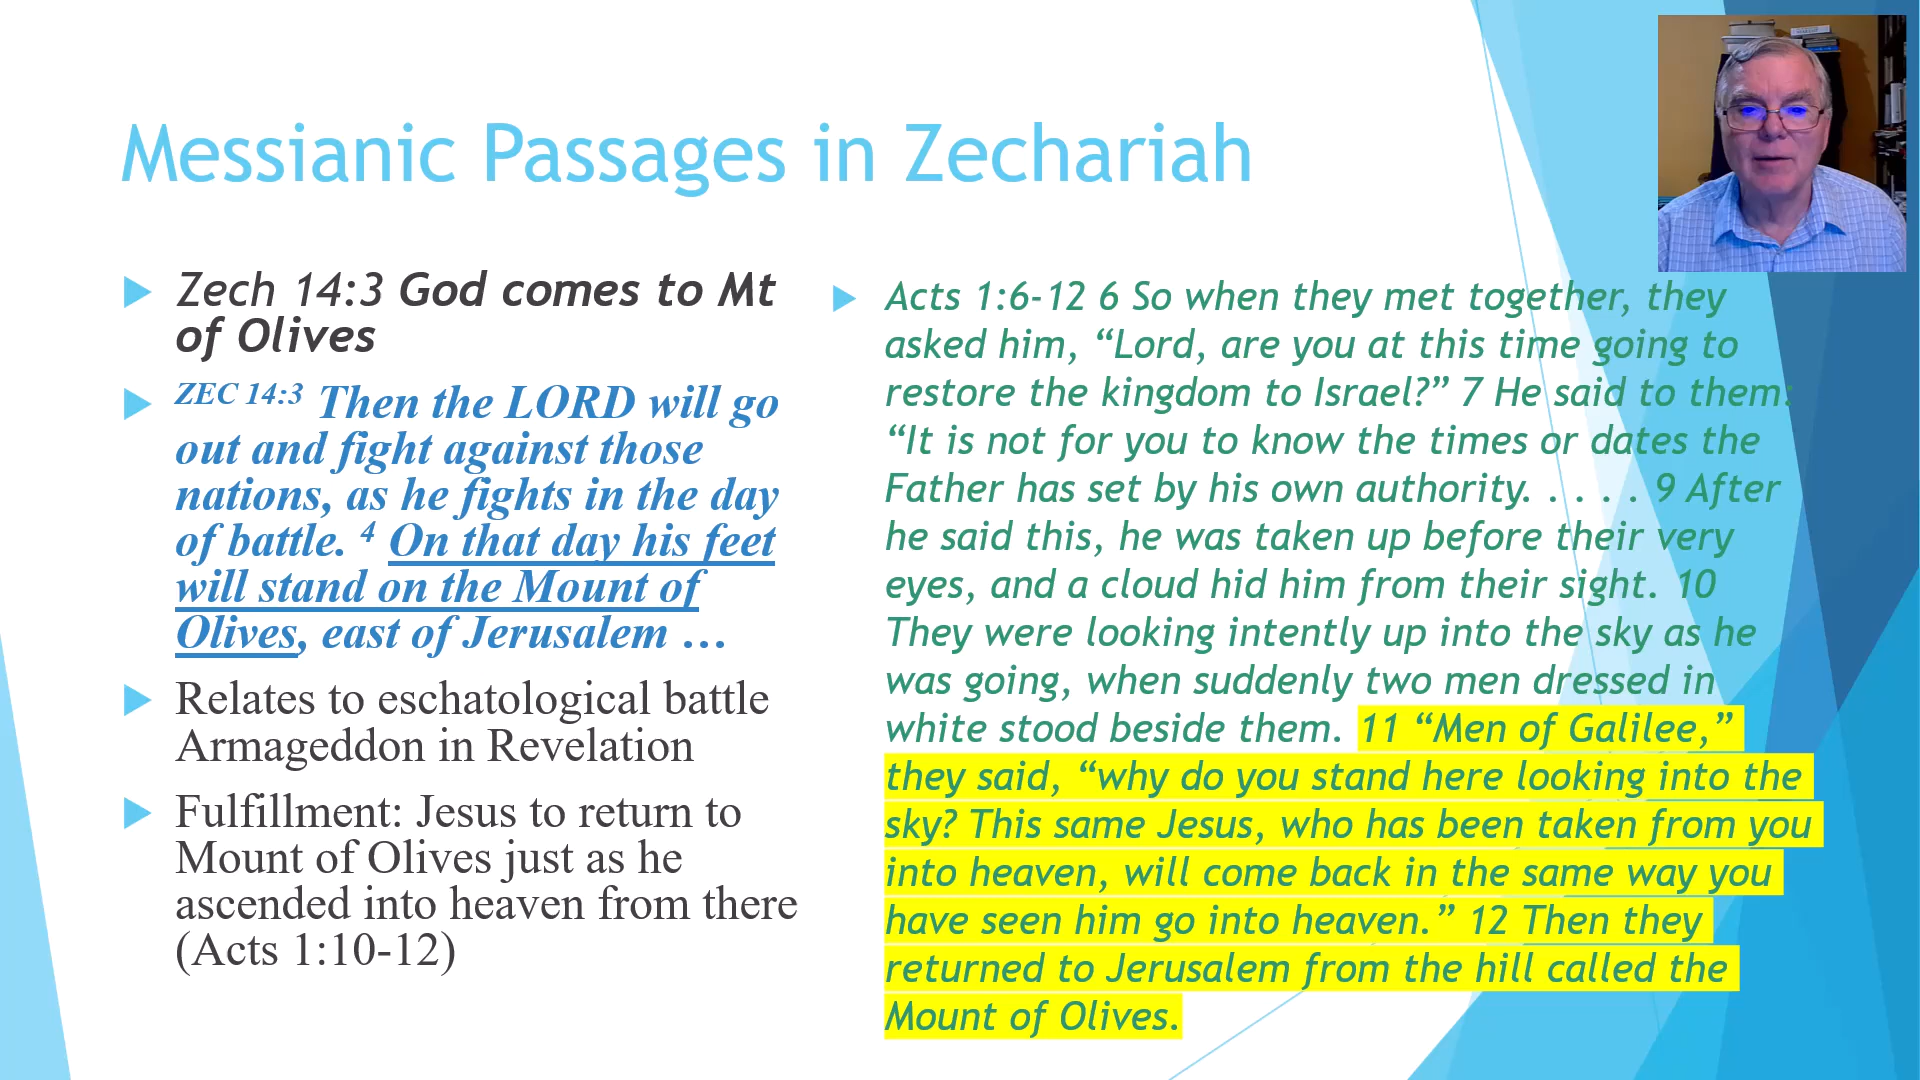 Messianic Passages in Zechariah
Zech 14:3 God comes to Mt
of Olives
ZEC 14:3 Then the LORD will go
out and fight against those
nations, as he fights in the day
of battle. 4 On that day his feet
will stand on the Mount of
Olives, east of Jerusalem …
Relates to eschatological battle
Armageddon in Revelation
Fulfillment: Jesus to return to
Mount of Olives just as he
ascended into heaven from there
(Acts 1:10-12)
Acts 1:6-12 6 So when they met together, they
asked him, “Lord, are you at this time going to
restore the kingdom to Israel?” 7 He said to them:
“It is not for you to know the times or dates the
Father has set by his own authority. . . . . . 9 After
he said this, he was taken up before their very
eyes, and a cloud hid him from their sight. 10
They were looking intently up into the sky as he
was going, when suddenly two men dressed in
white stood beside them. 11 “Men of Galilee,”
they said, “why do you stand here looking into the
sky? This same Jesus, who has been taken from you
into heaven, will come back in the same way you
have seen him go into heaven.” 12 Then they
returned to Jerusalem from the hill called the
Mount of Olives.